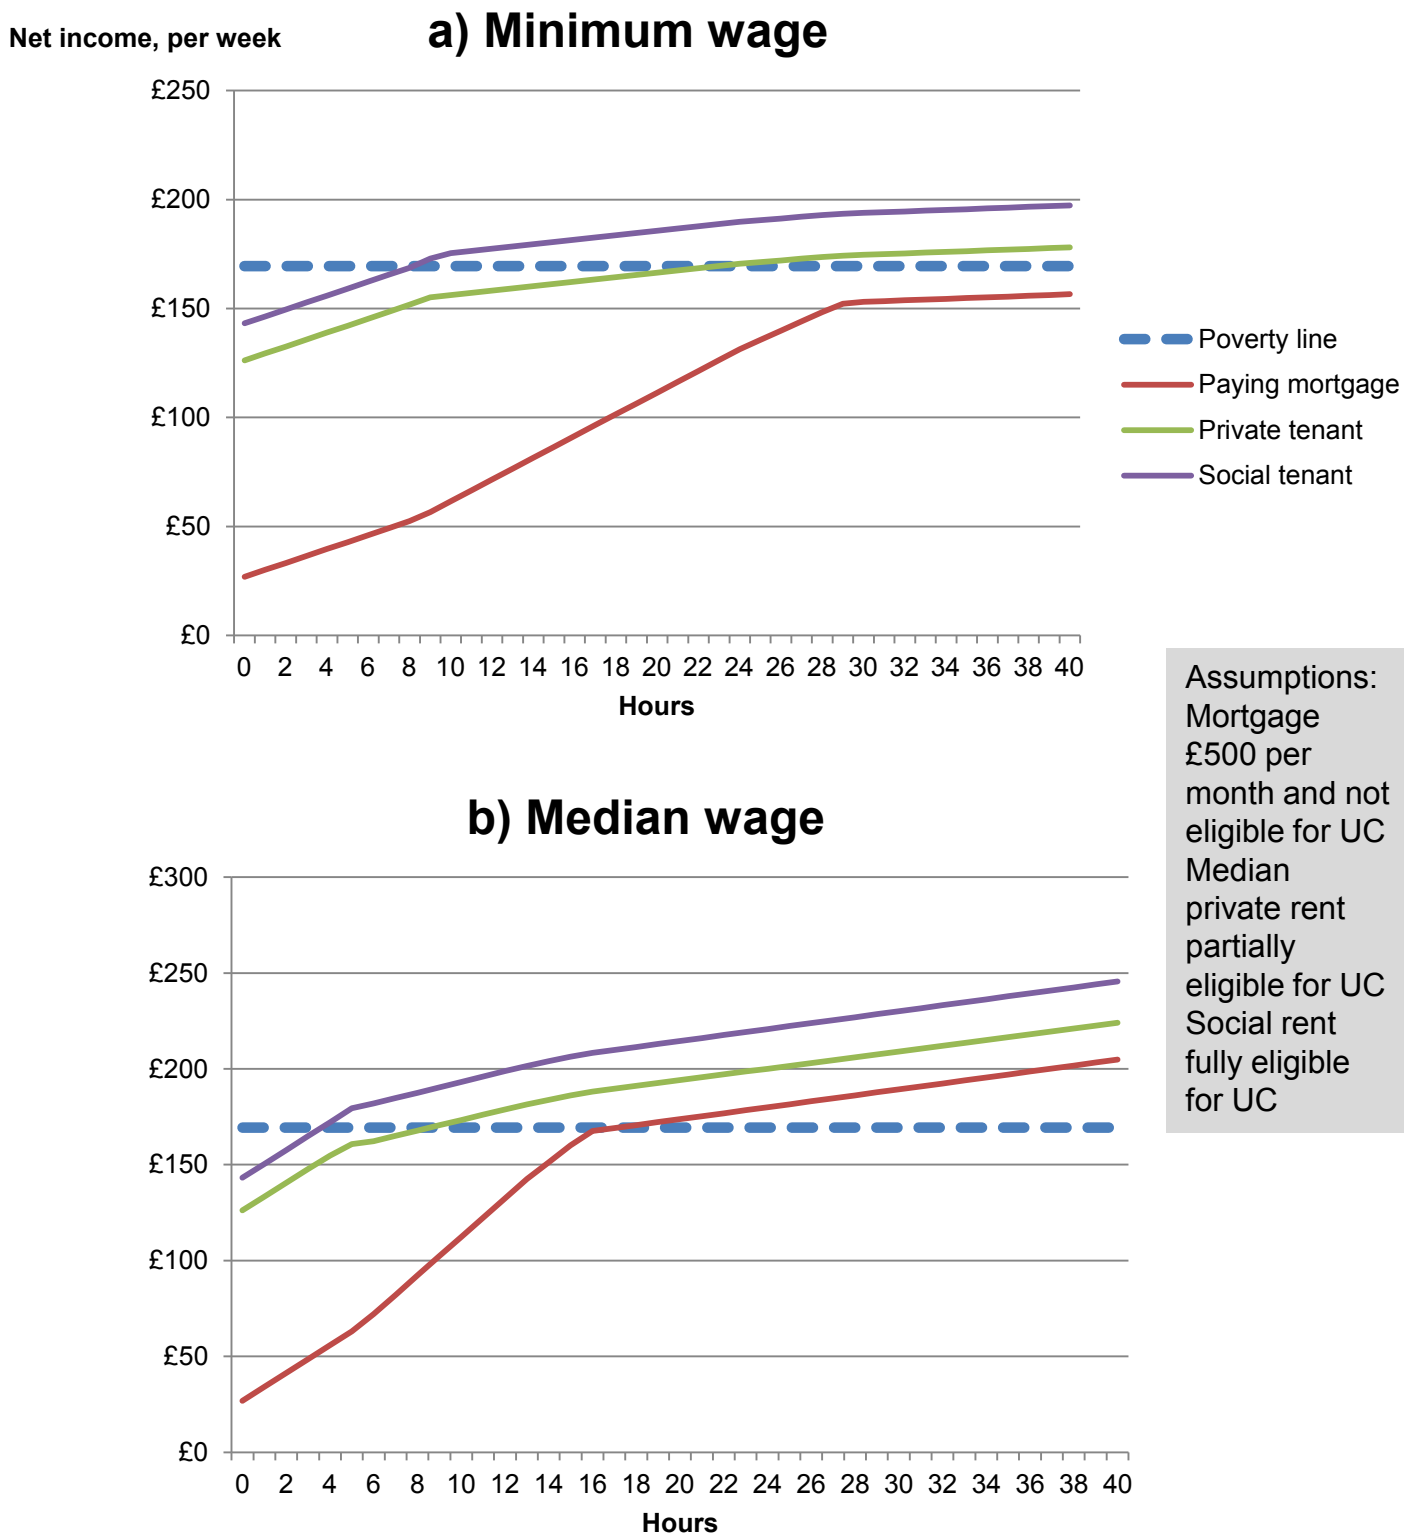 Net income, per week
a) Minimum wage
£250
£200
£150
£100
£50
£0
0 2 4 6 8 10 12 14 16 18 20 22 24 26 28 30 32 34 36 38 40
Hours
Poverty line
Paying mortgage
Private tenant
Social tenant
Assumptions:
Mortgage
£500 per
month and not
eligible for UC
Median
private rent
partially
eligible for UC
Social rent
fully eligible
for UC
b) Median wage
£300
£250
£200
£150
£100
£50
£0
0 2 4 6 8 10 12 14 16 18 20 22 24 26 28 30 32 34 36 38 40
Hours